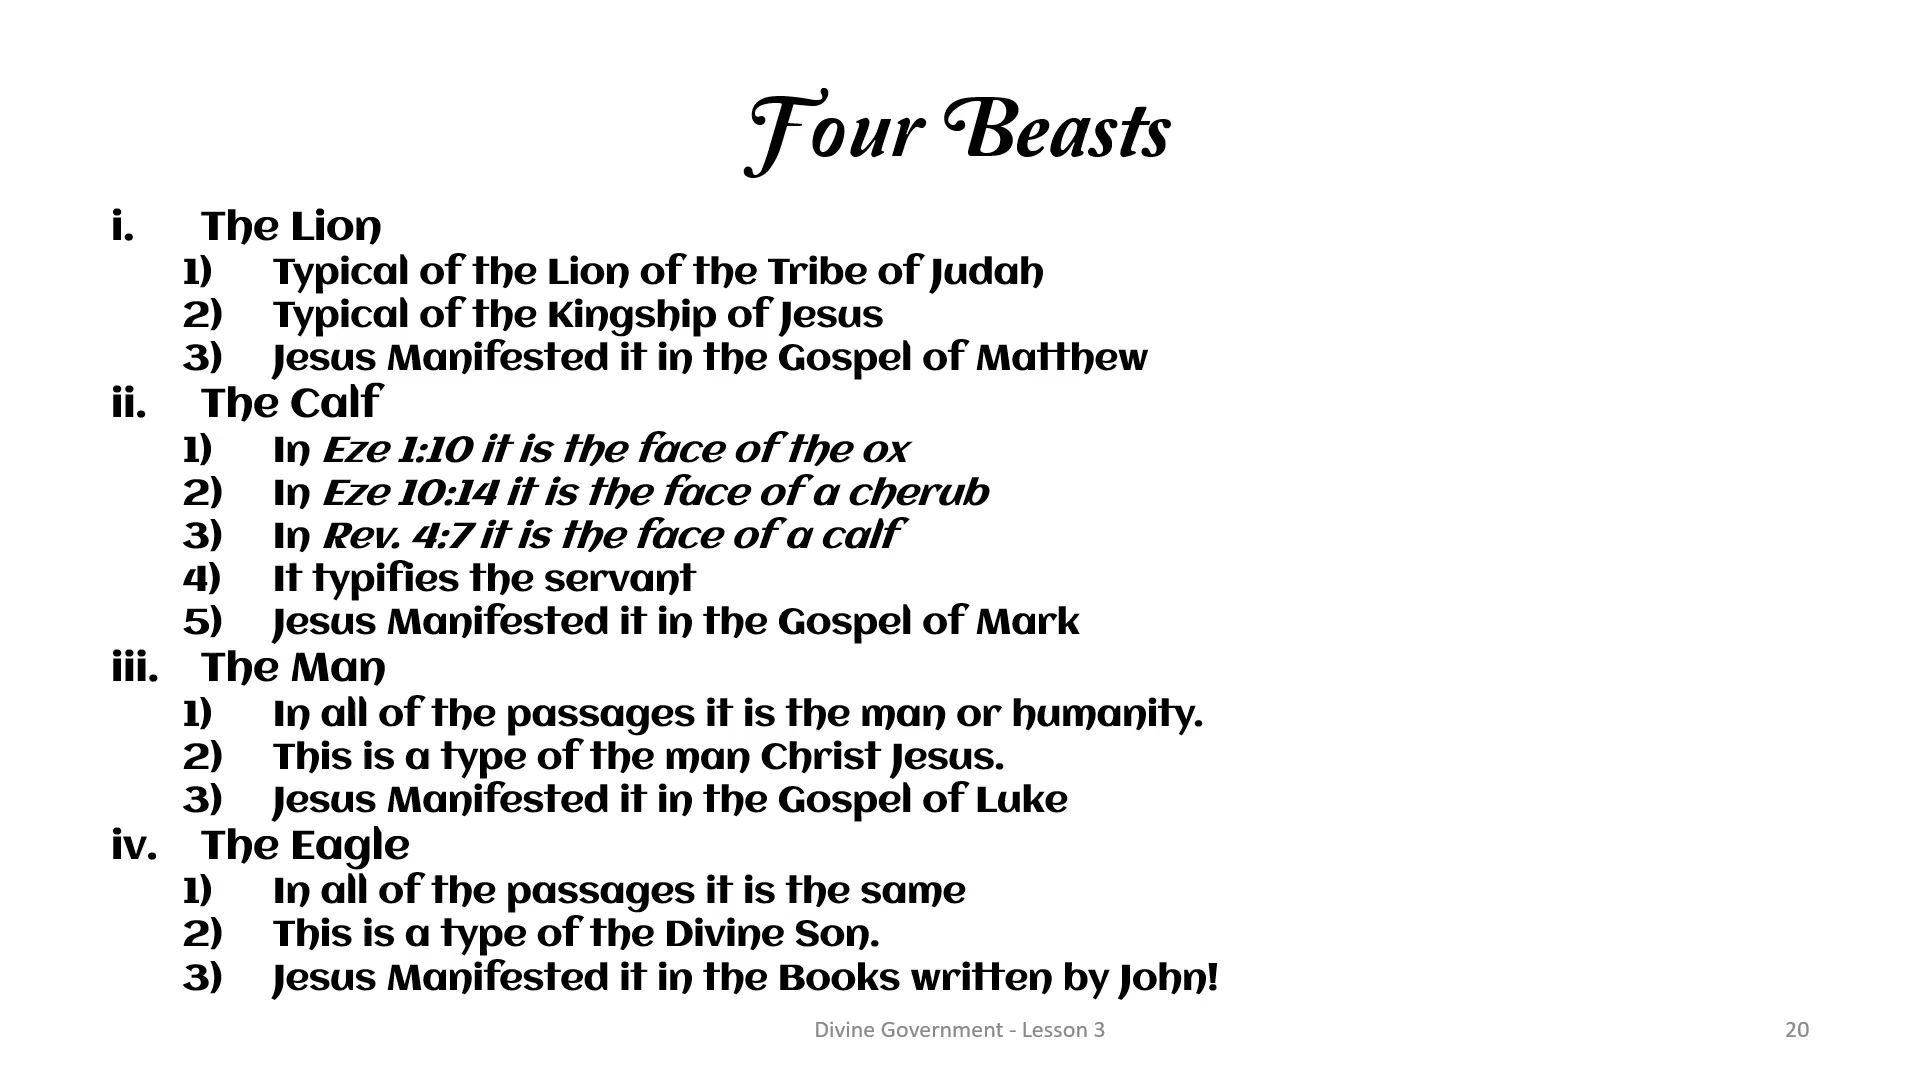 Four Beasts
i. The Lion
1) Typical of the Lion of the Tribe of Judah
2) Typical of the Kingship of Jesus
3) Jesus Manifested it in the Gospel of Matthew
ii. The Calf
1) In Eze 1:10 it is the face of the ox
2) In Eze 10:14 it is the face of a cherub
3) In Rev. 4:7 it is the face of a calf
4) It typifies the servant
5) Jesus Manifested it in the Gospel of Mark
iii. The Man
1) In all of the passages it is the man or humanity.
2) This is a type of the man Christ Jesus.
3) Jesus Manifested it in the Gospel of Luke
iv. The Eagle
1) In all of the passages it is the same
2) This is a type of the Divine Son.
3) Jesus Manifested it in the Books written by John!
Divine Government - Lesson 3 20